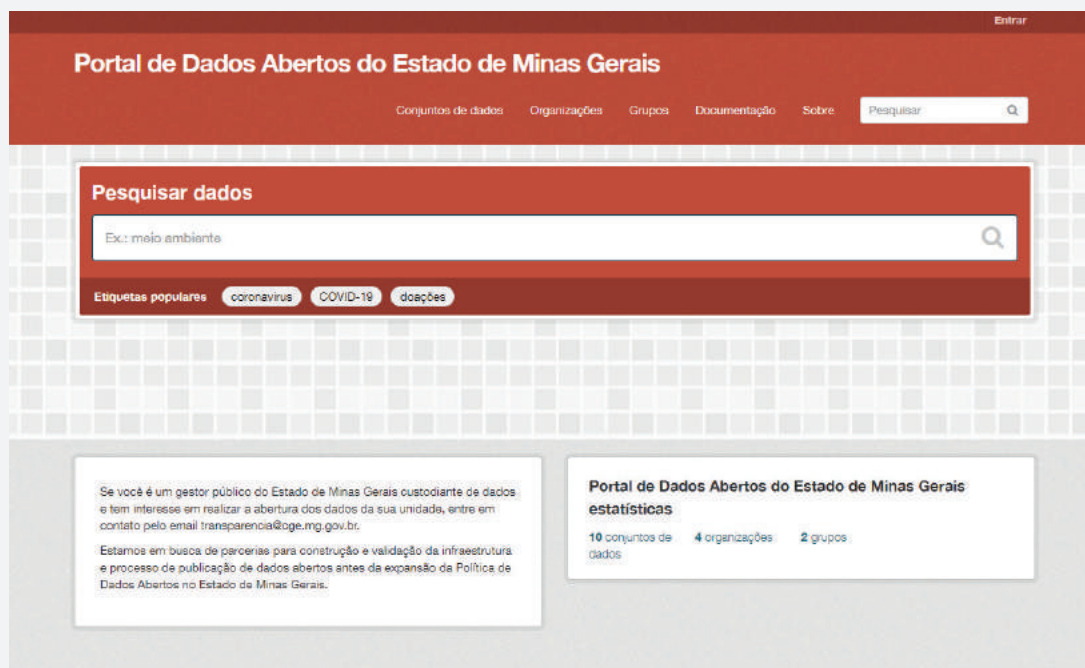 Entrar
Portal de Dados Abertos do Estado de Minas Gerais
Conjuntos de dados Organizações Grupos Documentação Sobre Pesquisar
Pesquisar dados
Ex.: meio ambiente
Etiquetas populares coronavirus COVID-19 doações
Se você é um gestor público do Estado de Minas Gerais custodiante de dados
e tem interesse em realizar a abertura dos dados da sua unidade, entre em
contato pelo email transparencia@cge.mg.gov.br.
Estamos em busca de parcerias para construção e validação da infraestrutura
e processo de publicação de dados abertos antes da expansão da Política de
Dados Abertos no Estado de Minas Gerais.
Portal de Dados Abertos do Estado de Minas Gerais
estatísticas
10 conjuntos de 4 organizações 2 grupos
dados